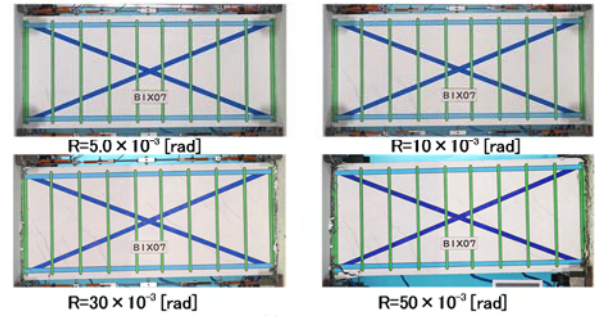 BIX07
BIX07
R=5.0×10⁻³ [rad]
R=10×10⁻³ [rad]
BIX07
BIX07
R=30×10⁻³ [rad]
R=50×10⁻³ [rad]